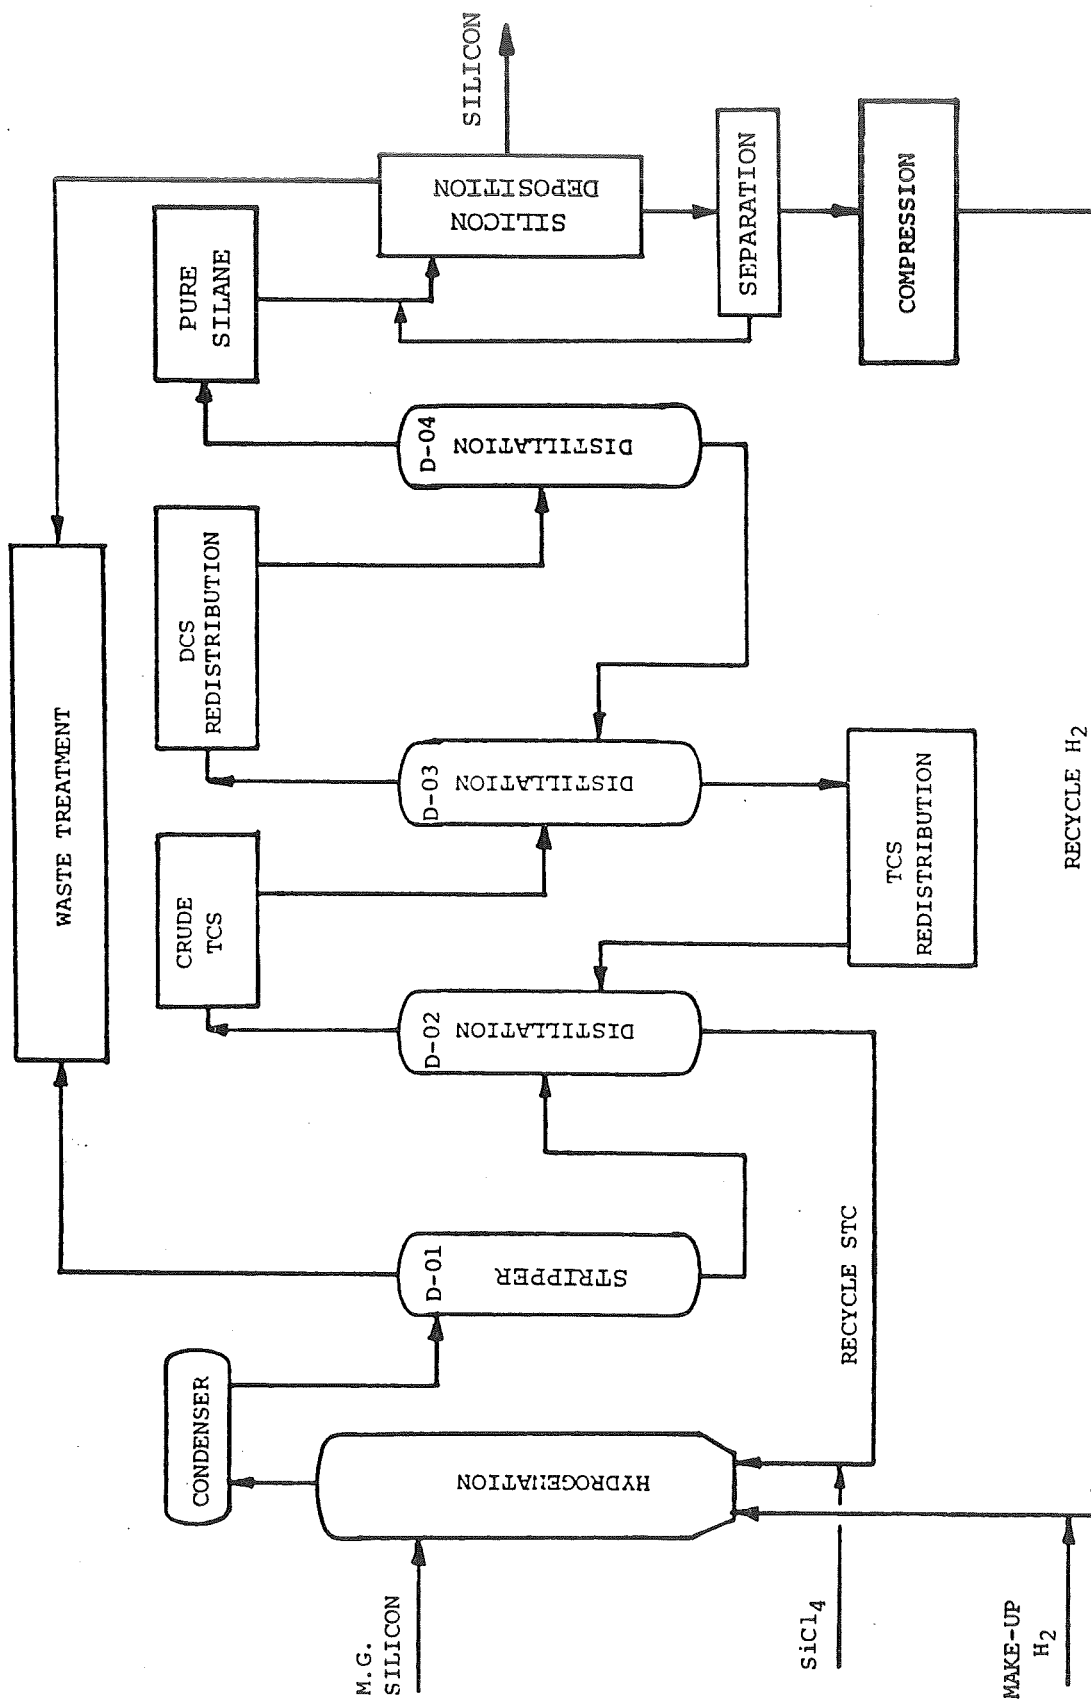 WASTE TREATMENT
CONDENSER
CRUDE
TCS
DCS
REDISTRIBUTION
PURE
SILANE
HYDROGENATION
D-01
STRIPPER
D-02
DISTILLATION
D-03
DISTILLATION
D-04
DISTILLATION
SILICON
DEPOSITION
SILICON
M.G.
SILICON
SEPARATION
SiCl4
RECYCLE STC
TCS
REDISTRIBUTION
COMPRESSION
MAKE-UP
H2
RECYCLE H2